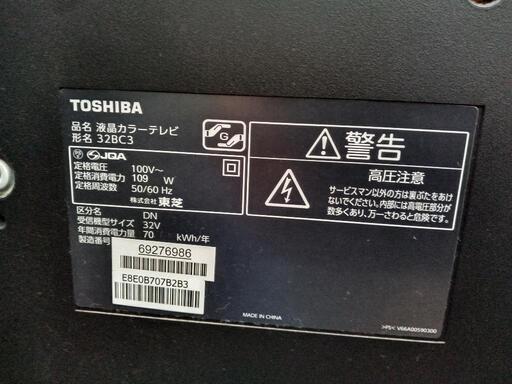 TOSHIBA
品名 液晶カラーテレビ
形名 32BC3
G
JQA
定格電圧 100V~
定格消費電力 109 W
定格周波数 50/60 Hz
株式会社 東芝
区分名 DN
受信機型サイズ 32V
年間消費電力量 70 kWh/年
製造番号
69276986
E8E0B707B2B3
警告
高圧注意
サービスマン以外の方は裏ぶたをあけ
ないでください。内部には高電圧部分が
数多くあり、万一さわると危険です。
MADE IN CHINA
>PS< V66A00590300